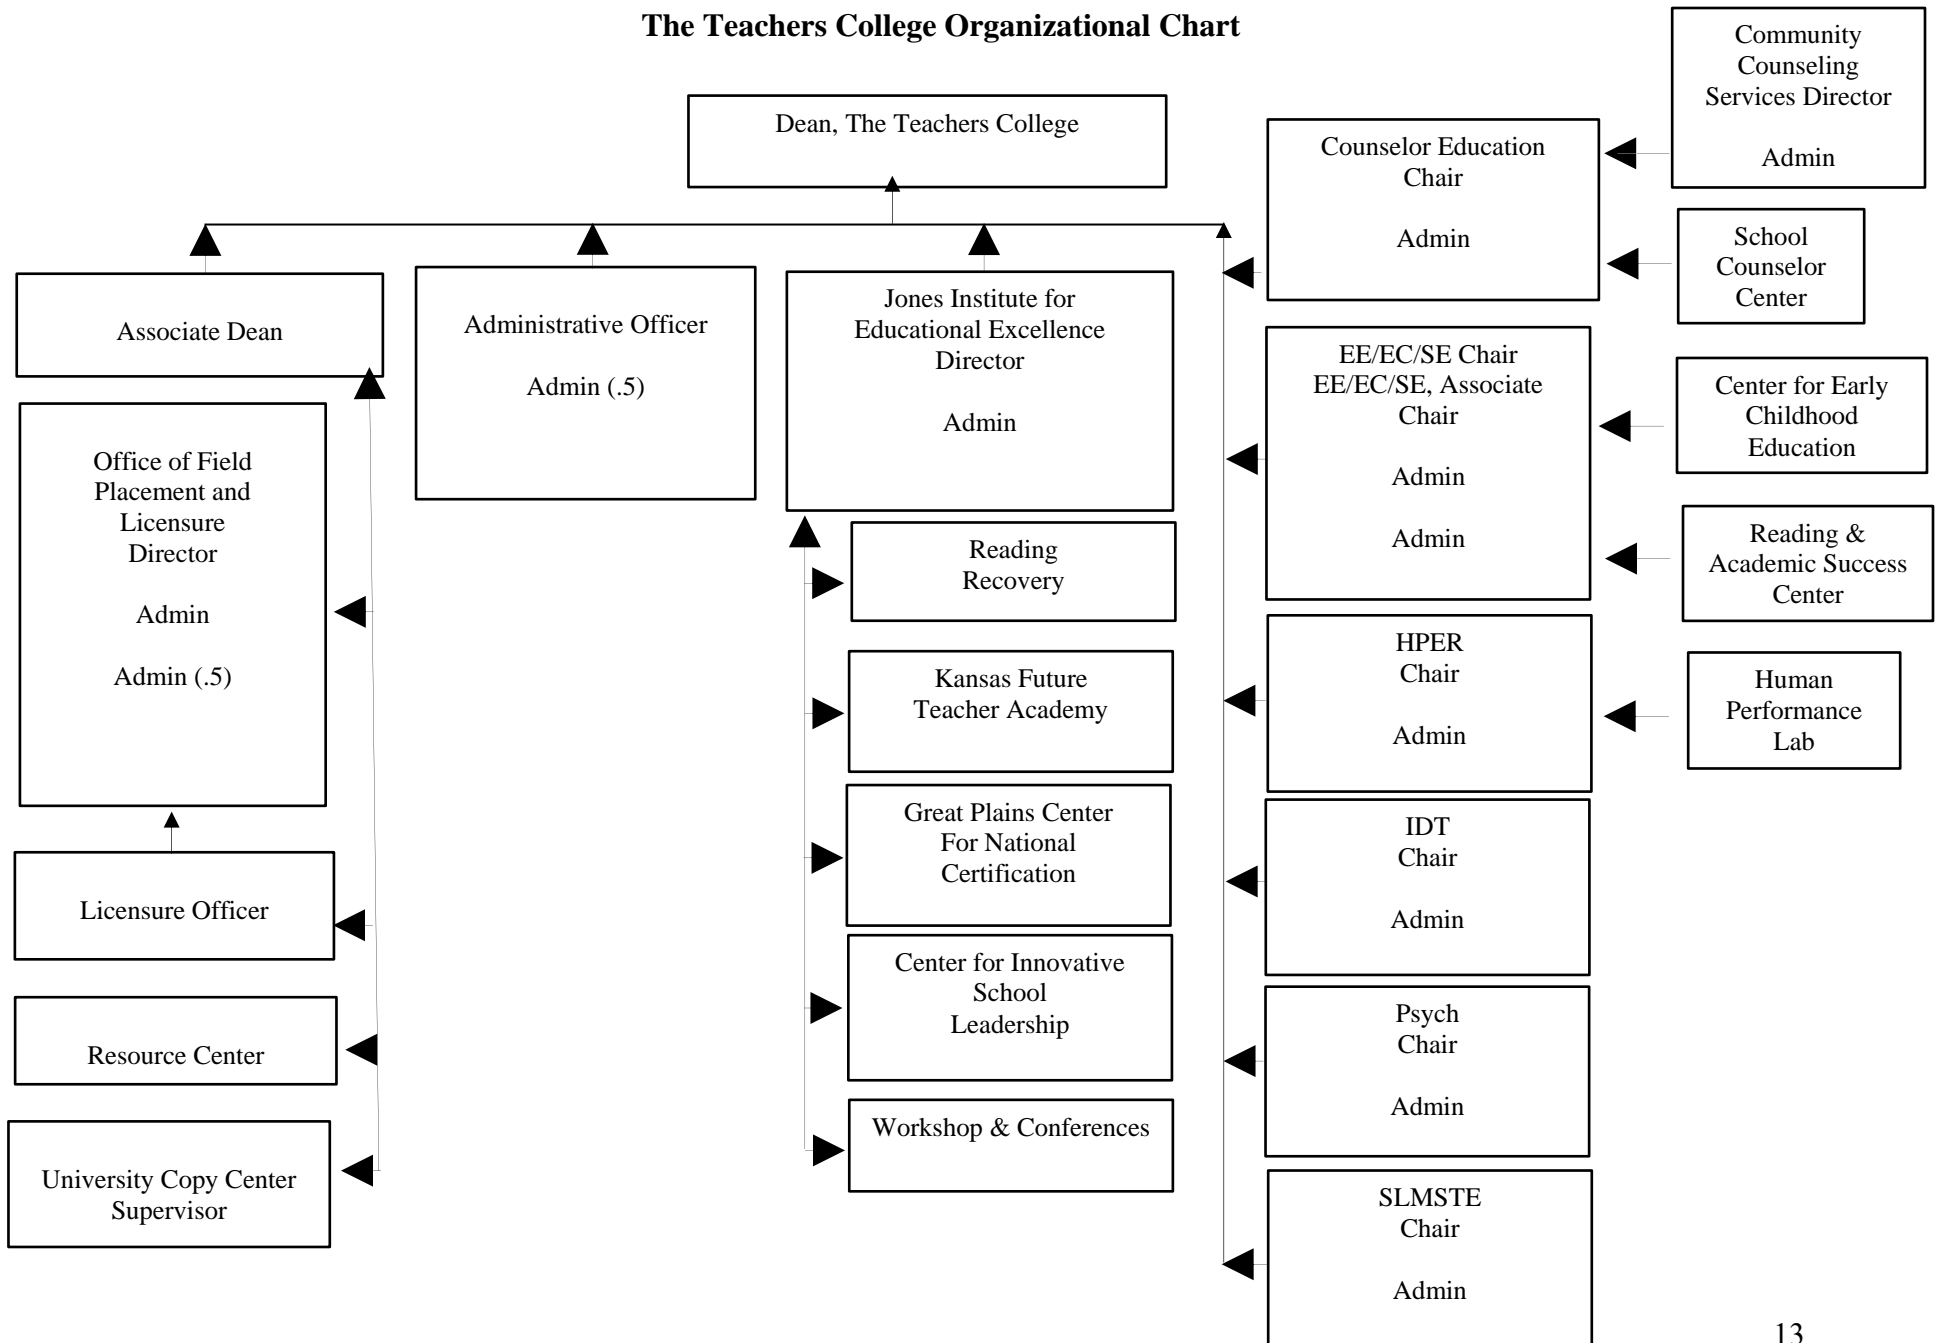 The Teachers College Organizational Chart
Dean, The Teachers College
Associate Dean
Office of Field
Placement and
Licensure
Director
Admin
Admin (.5)
Licensure Officer
Resource Center
University Copy Center
Supervisor
Administrative Officer
Admin (.5)
Jones Institute for
Educational Excellence
Director
Admin
Reading
Recovery
Kansas Future
Teacher Academy
Great Plains Center
For National
Certification
Center for Innovative
School
Leadership
Workshop & Conferences
Counselor Education
Chair
Admin
Community
Counseling
Services Director
Admin
School
Counselor
Center
EE/EC/SE Chair
EE/EC/SE, Associate
Chair
Admin
Admin
Center for Early
Childhood
Education
Reading &
Academic Success
Center
HPER
Chair
Admin
Human
Performance
Lab
IDT
Chair
Admin
Psych
Chair
Admin
SLMSTE
Chair
Admin
13